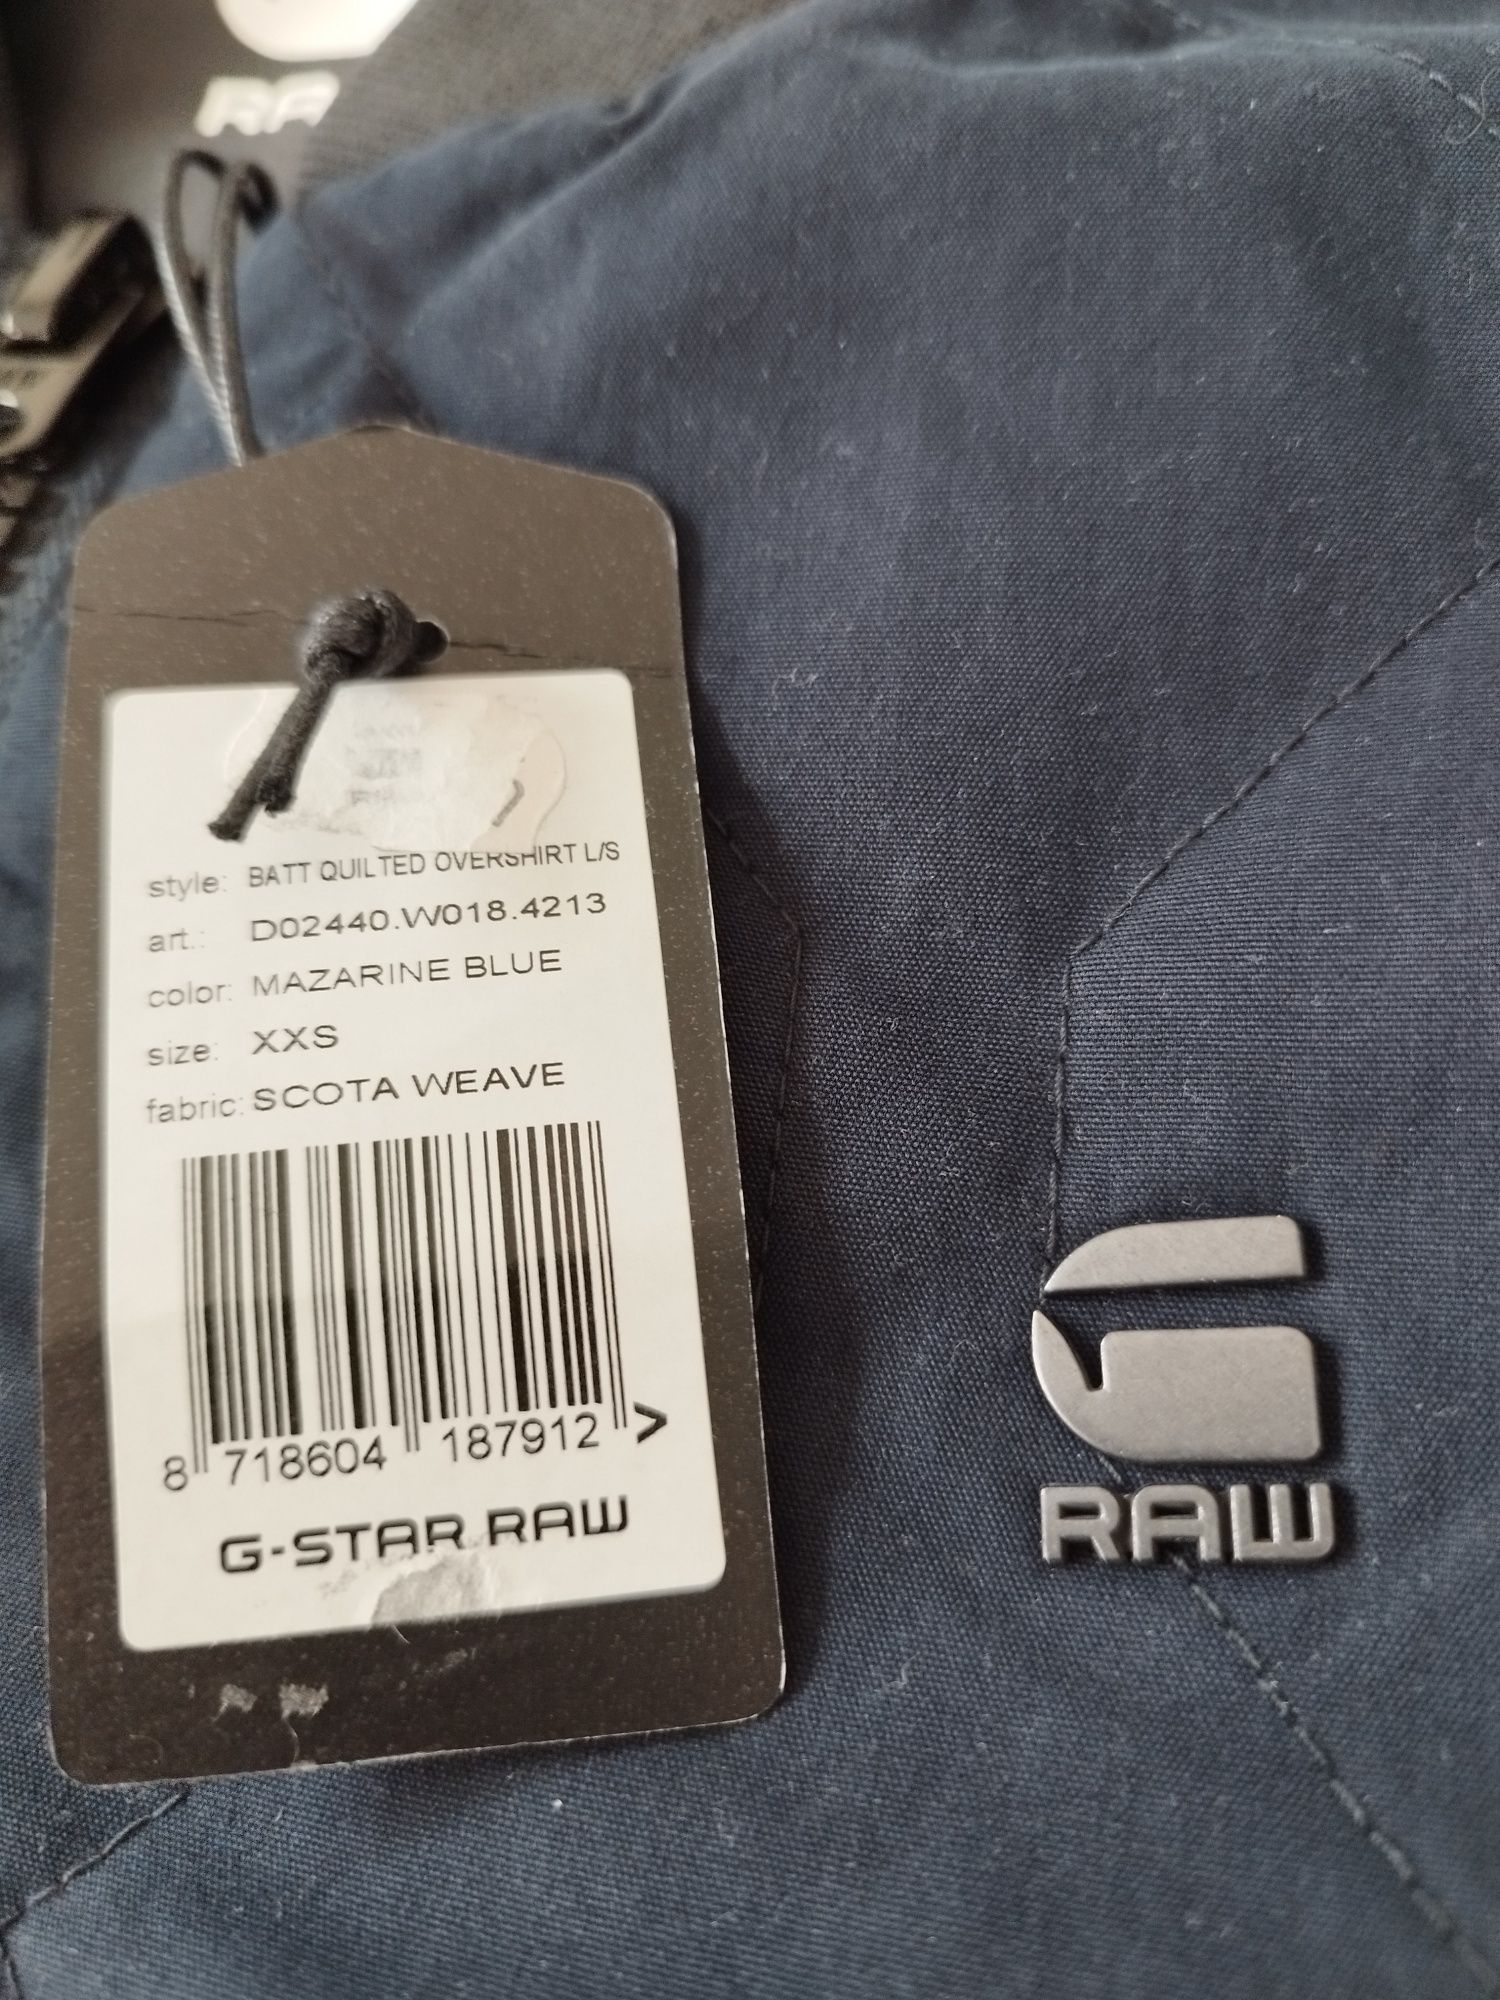 RA
style: BATT QUILTED OVERSHIRT L/S
art.: D02440.W018.4213
color: MAZARINE BLUE
size: XXS
fabric: SCOTA WEAVE
8 718604 187912 >
G-STAR RAW
G
RAW